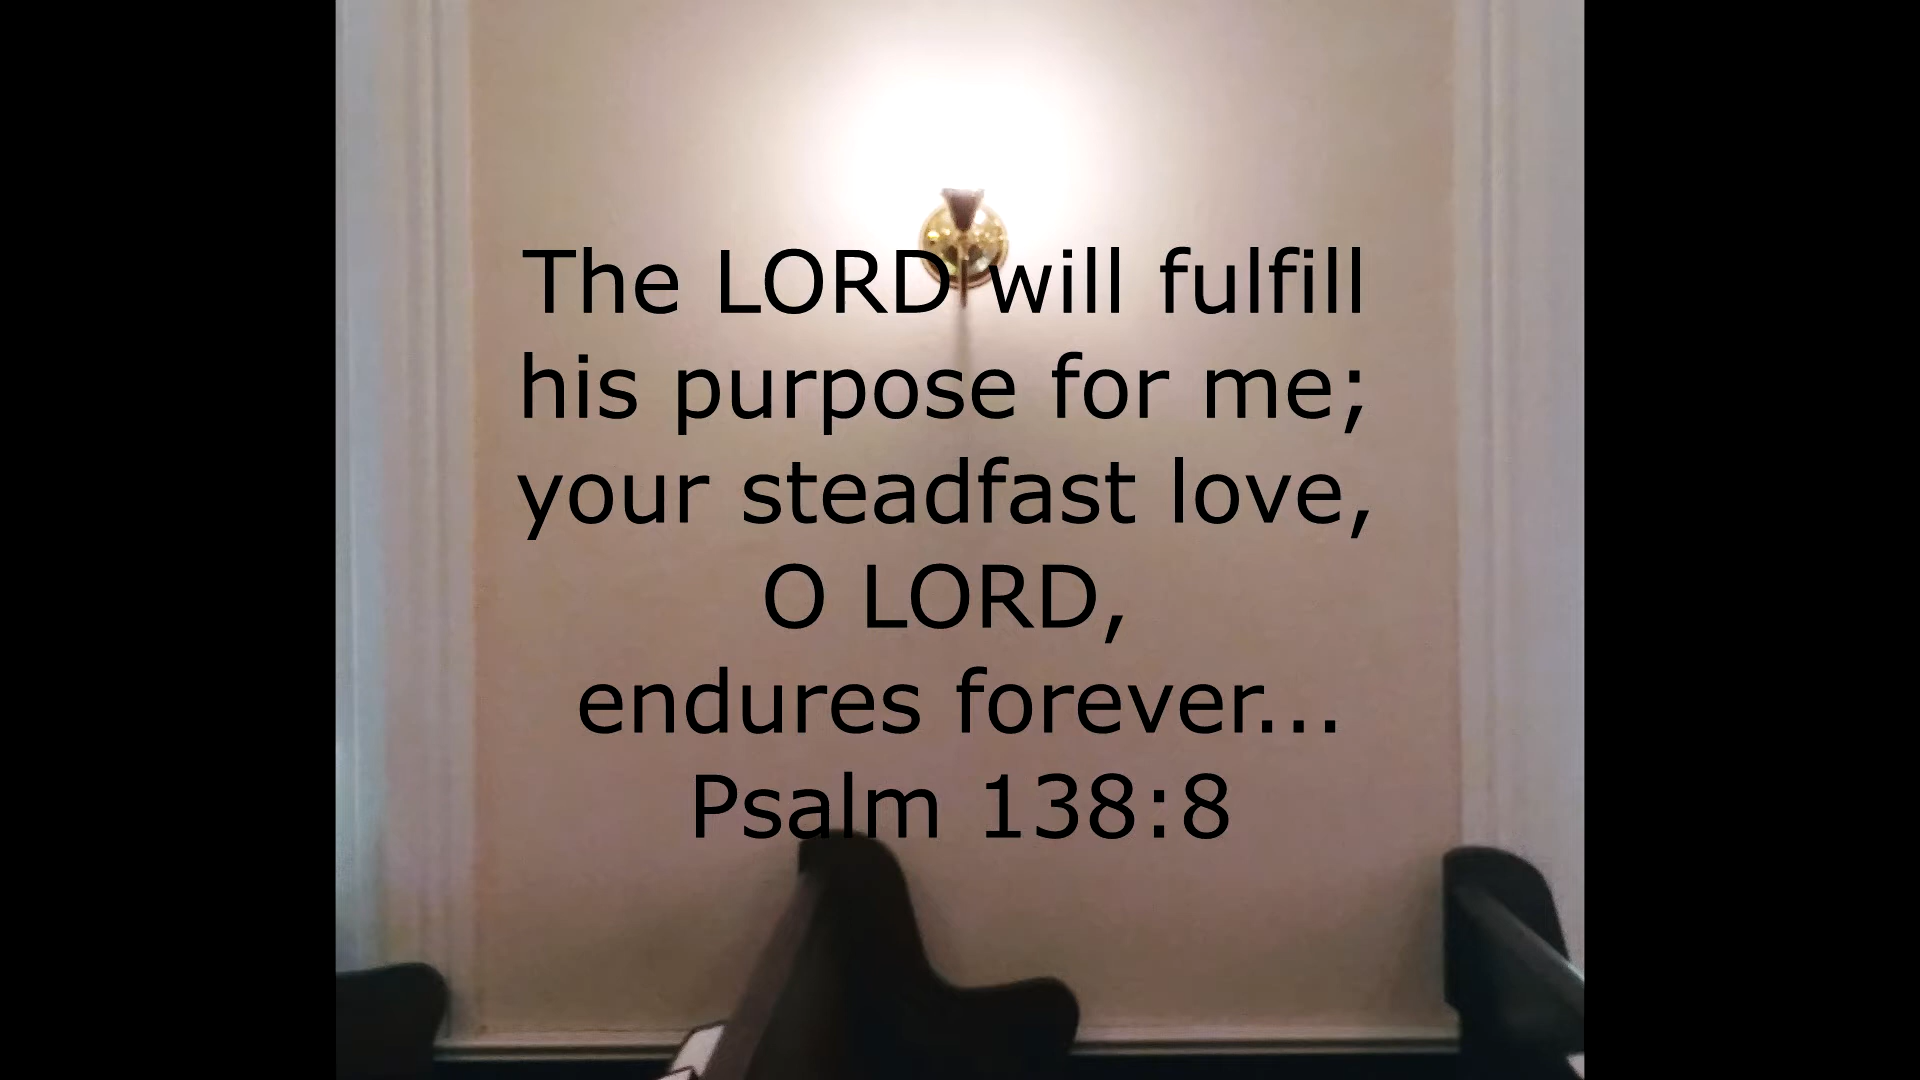 The LORD will fulfill
his purpose for me;
your steadfast love,
O LORD,
endures forever...
Psalm 138:8